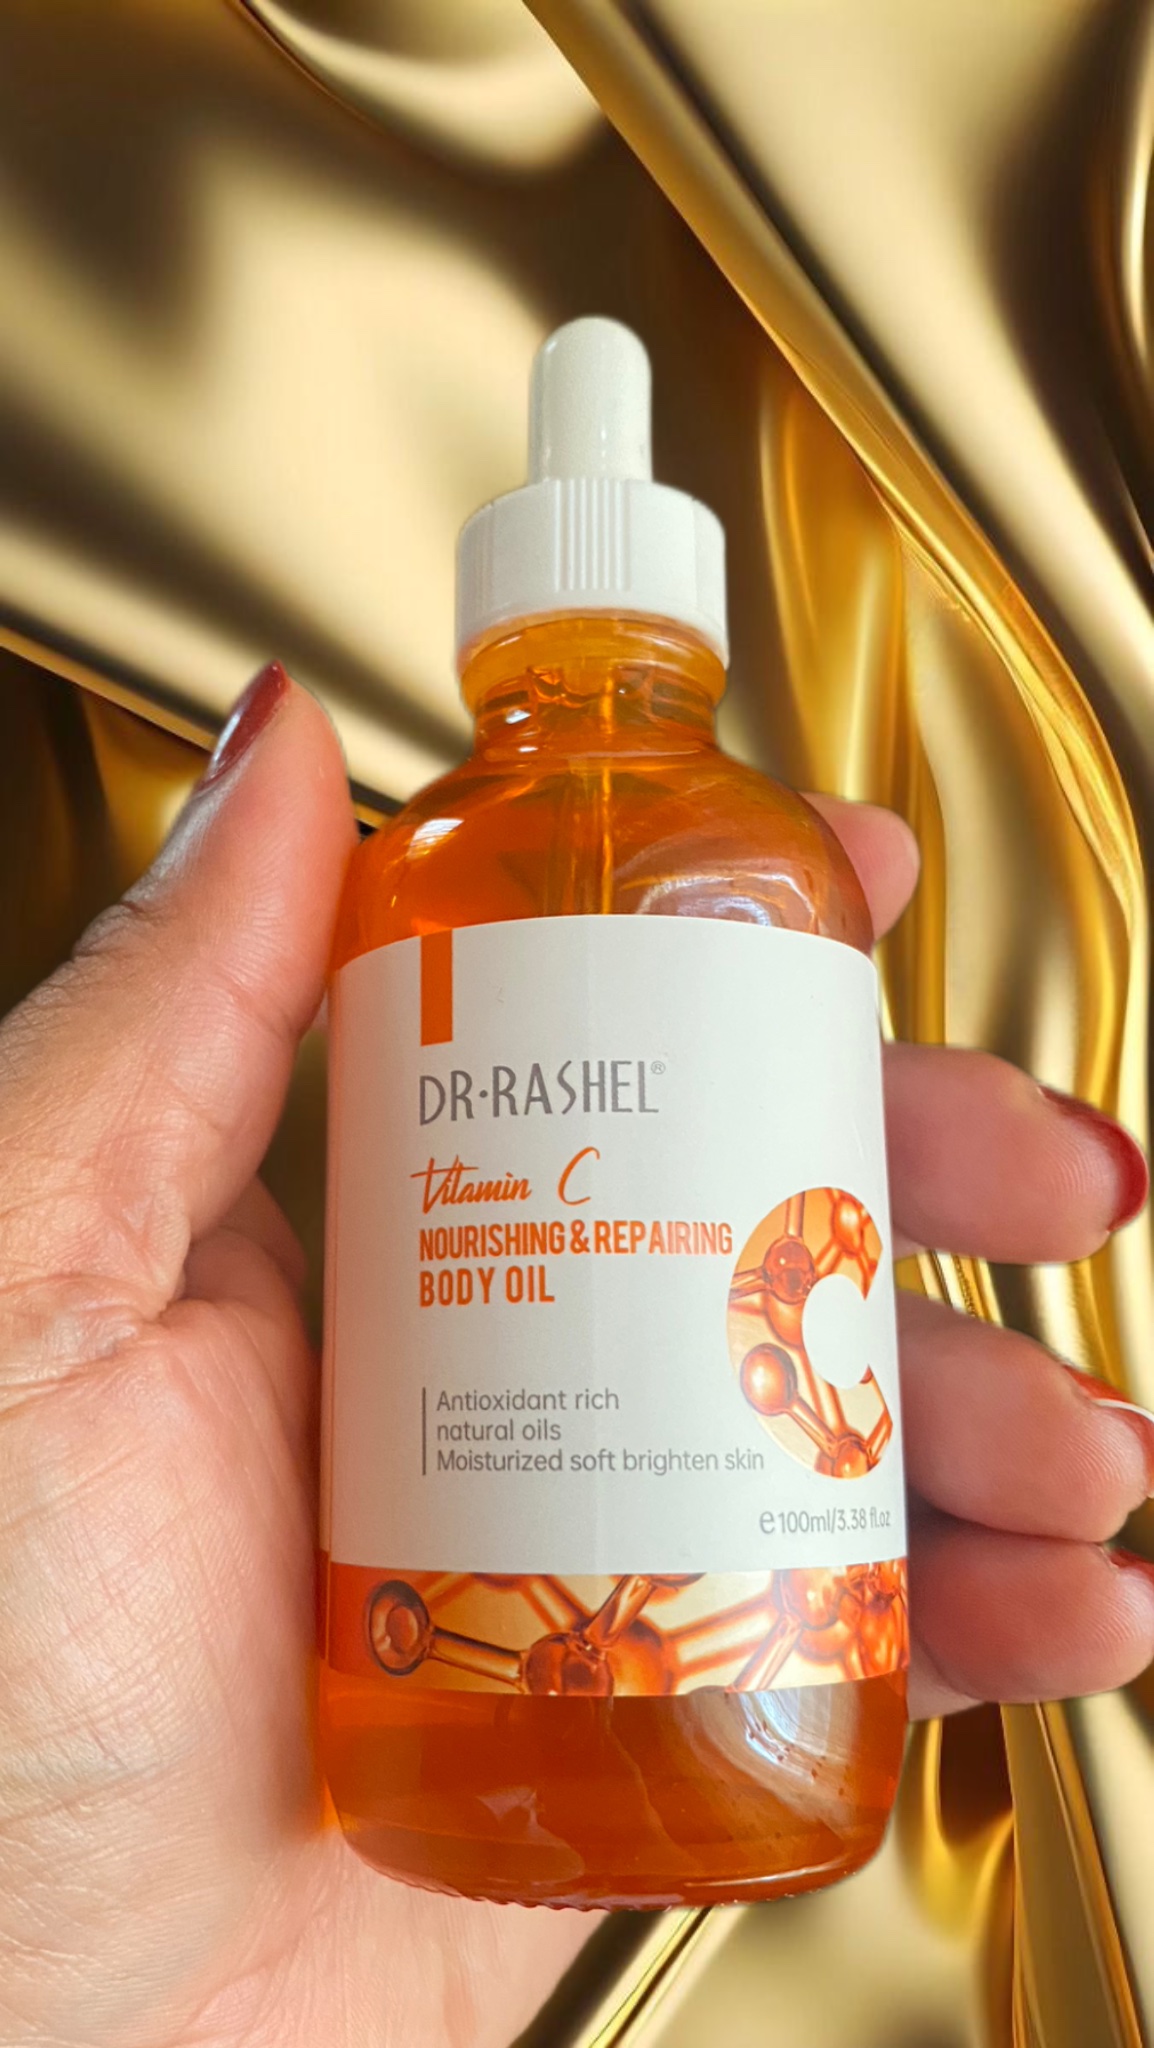 DR·RASHEL®
Vitamin C
NOURISHING & REPAIRING
BODY OIL
Antioxidant rich
natural oils
Moisturized soft brighten skin
C
℮100ml/3.38 fl.oz